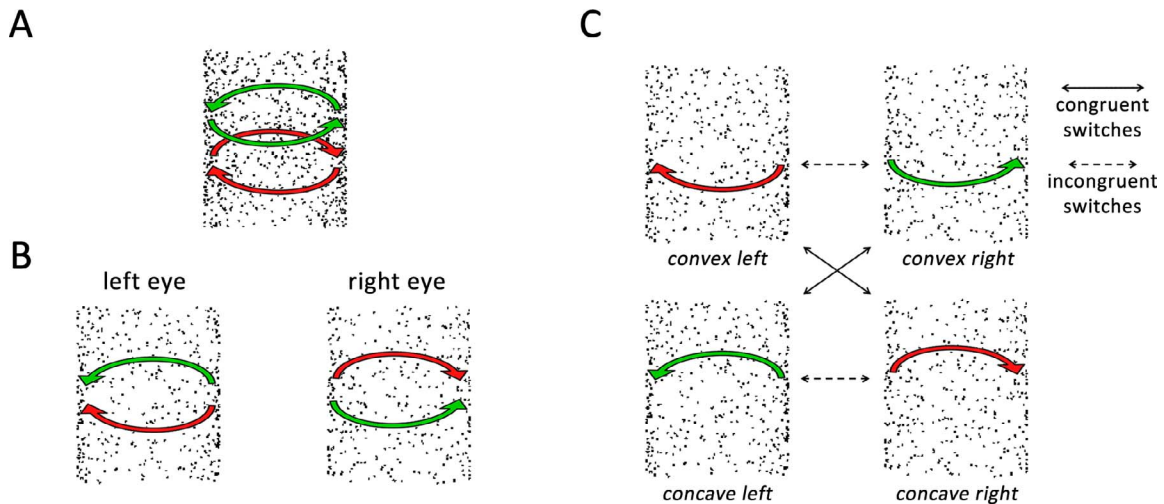 A
B
left eye
right eye
C
convex left
convex right
concave left
concave right
congruent
switches
incongruent
switches